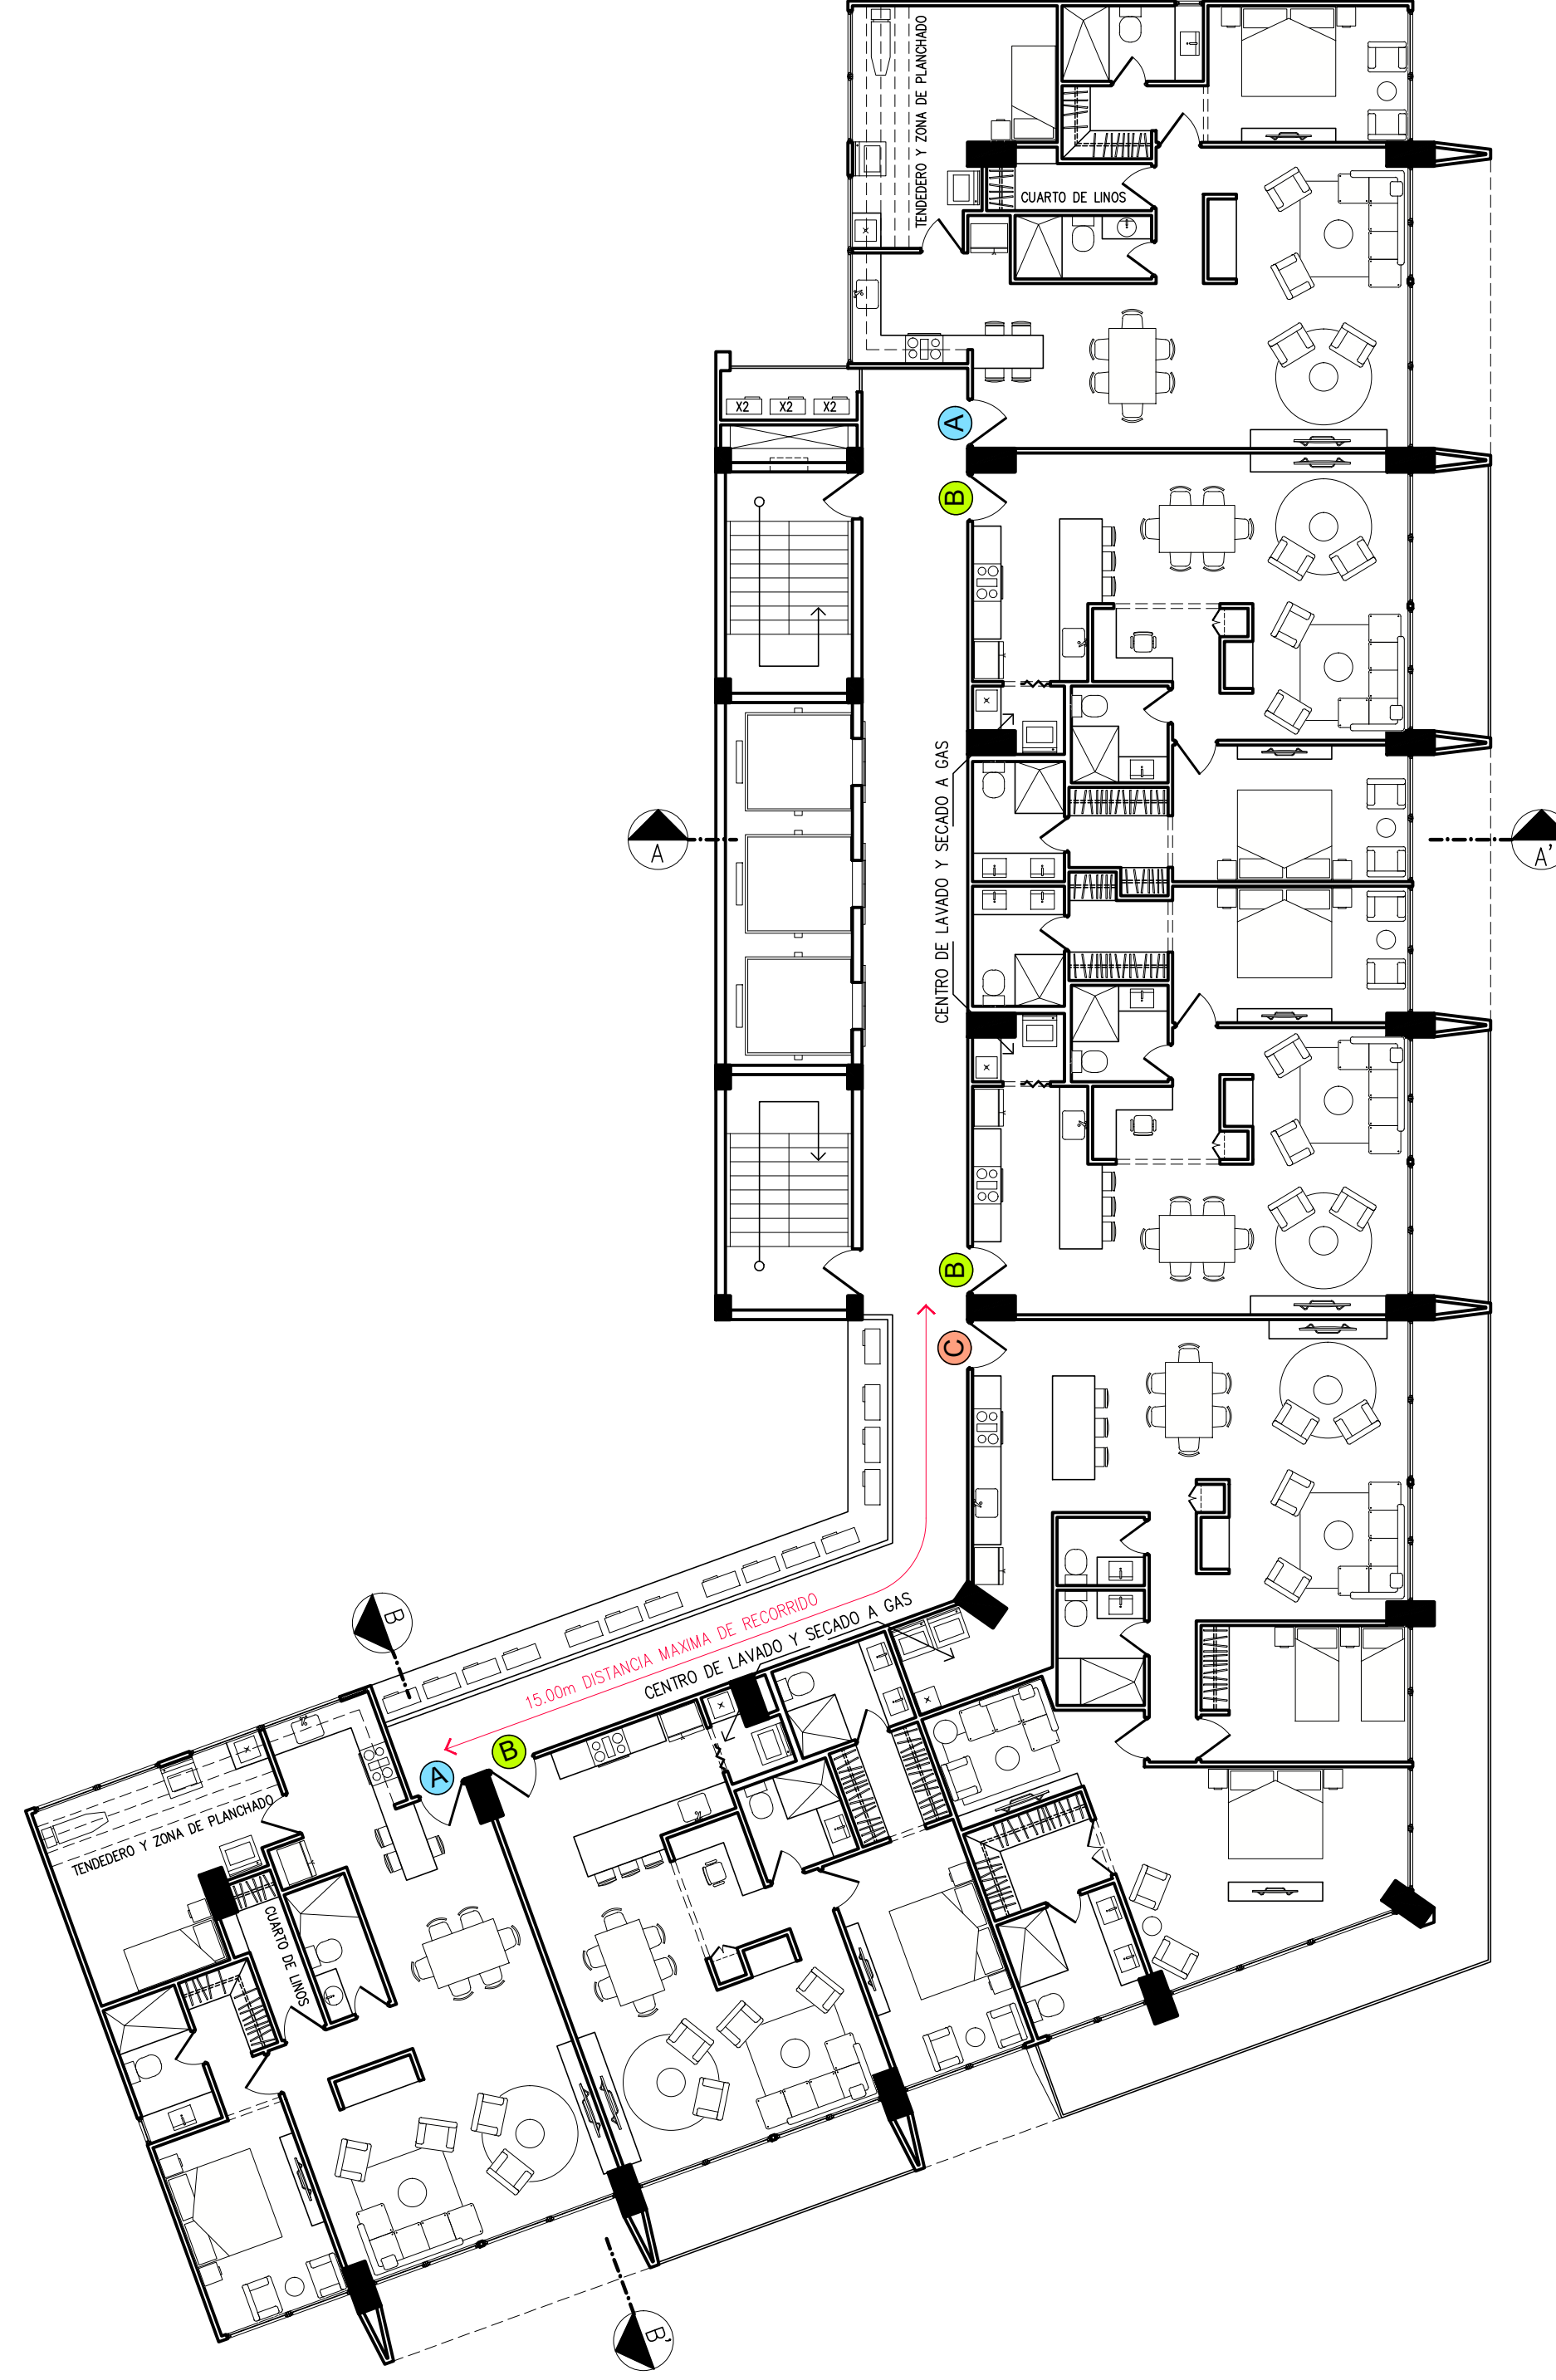 TENDEDERO Y ZONA DE PLANCHADO
CUARTO DE LINOS
X2 X2 X2
A
B
CENTRO DE LAVADO Y SECADO A GAS
A
A'
B
C
15.00m DISTANCIA MAXIMA DE RECORRIDO
CENTRO DE LAVADO Y SECADO A GAS
B
B
A
TENDEDERO Y ZONA DE PLANCHADO
CUARTO DE LINOS
B'